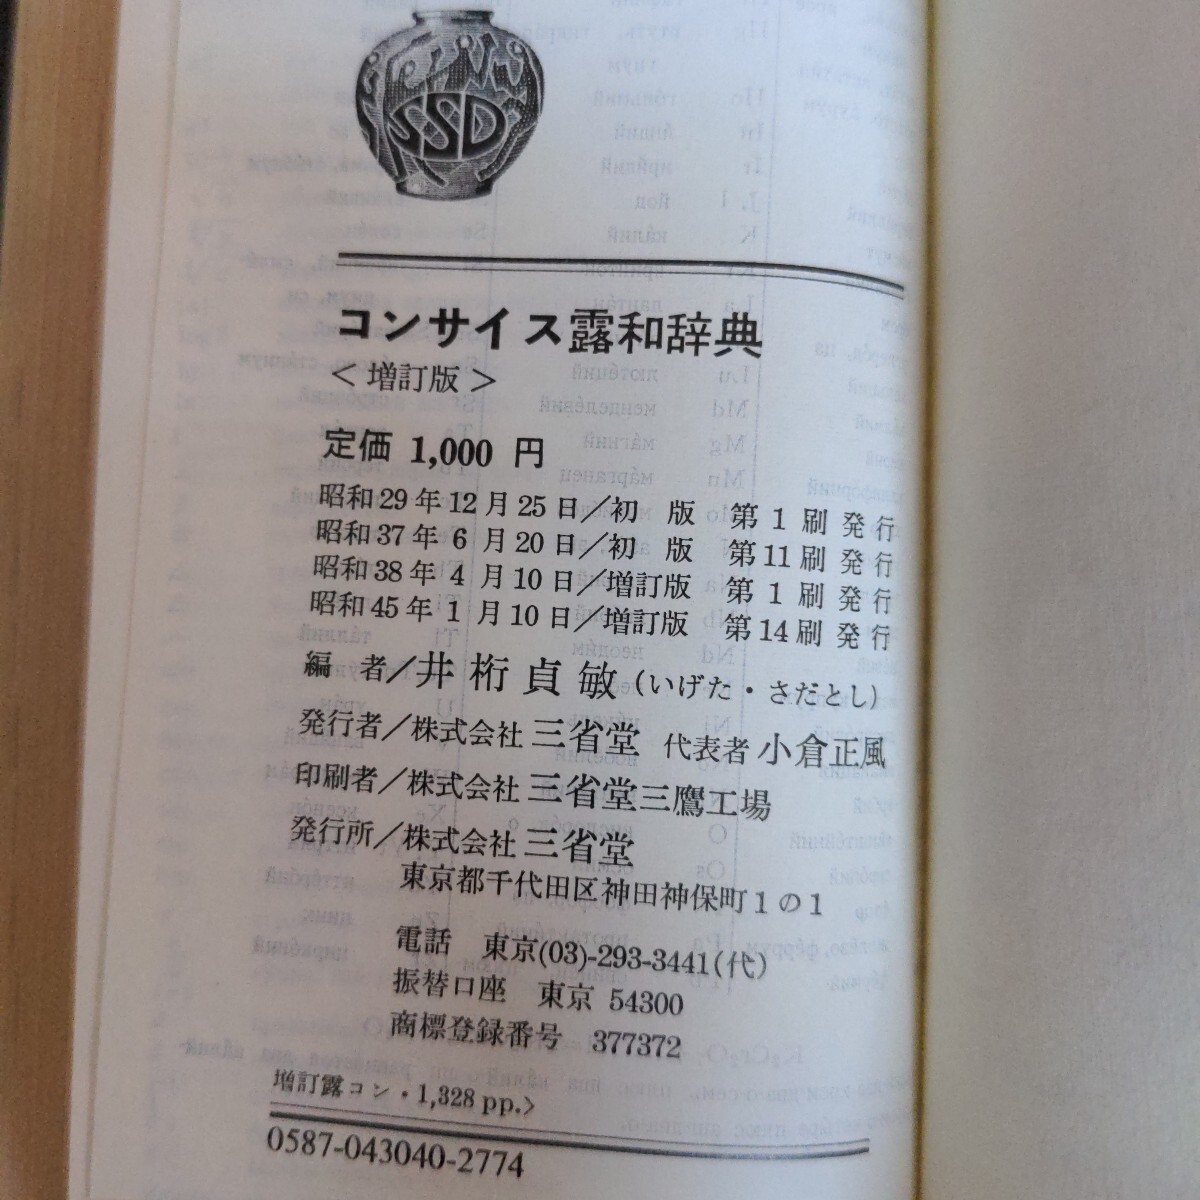 SSD
コンサイス露和辞典
<増訂版>
定価 1,000 円
昭和29年12月25日/初 版 第1刷発行
昭和37年6月20日/初 版 第11刷発行
昭和38年4月10日/増訂版 第1刷発行
昭和45年1月10日/増訂版 第14刷発行
編 者/井桁貞敏(いげた・さだとし)
発行者/株式会社 三省堂 代表者 小倉正風
印刷者/株式会社 三省堂三鷹工場
発行所/株式会社 三省堂
東京都千代田区神田神保町1の1
電話 東京(03)-293-3441(代)
振替口座 東京 54300
商標登録番号 377372
増訂露コン・1,328 pp.>
0587-043040-2774